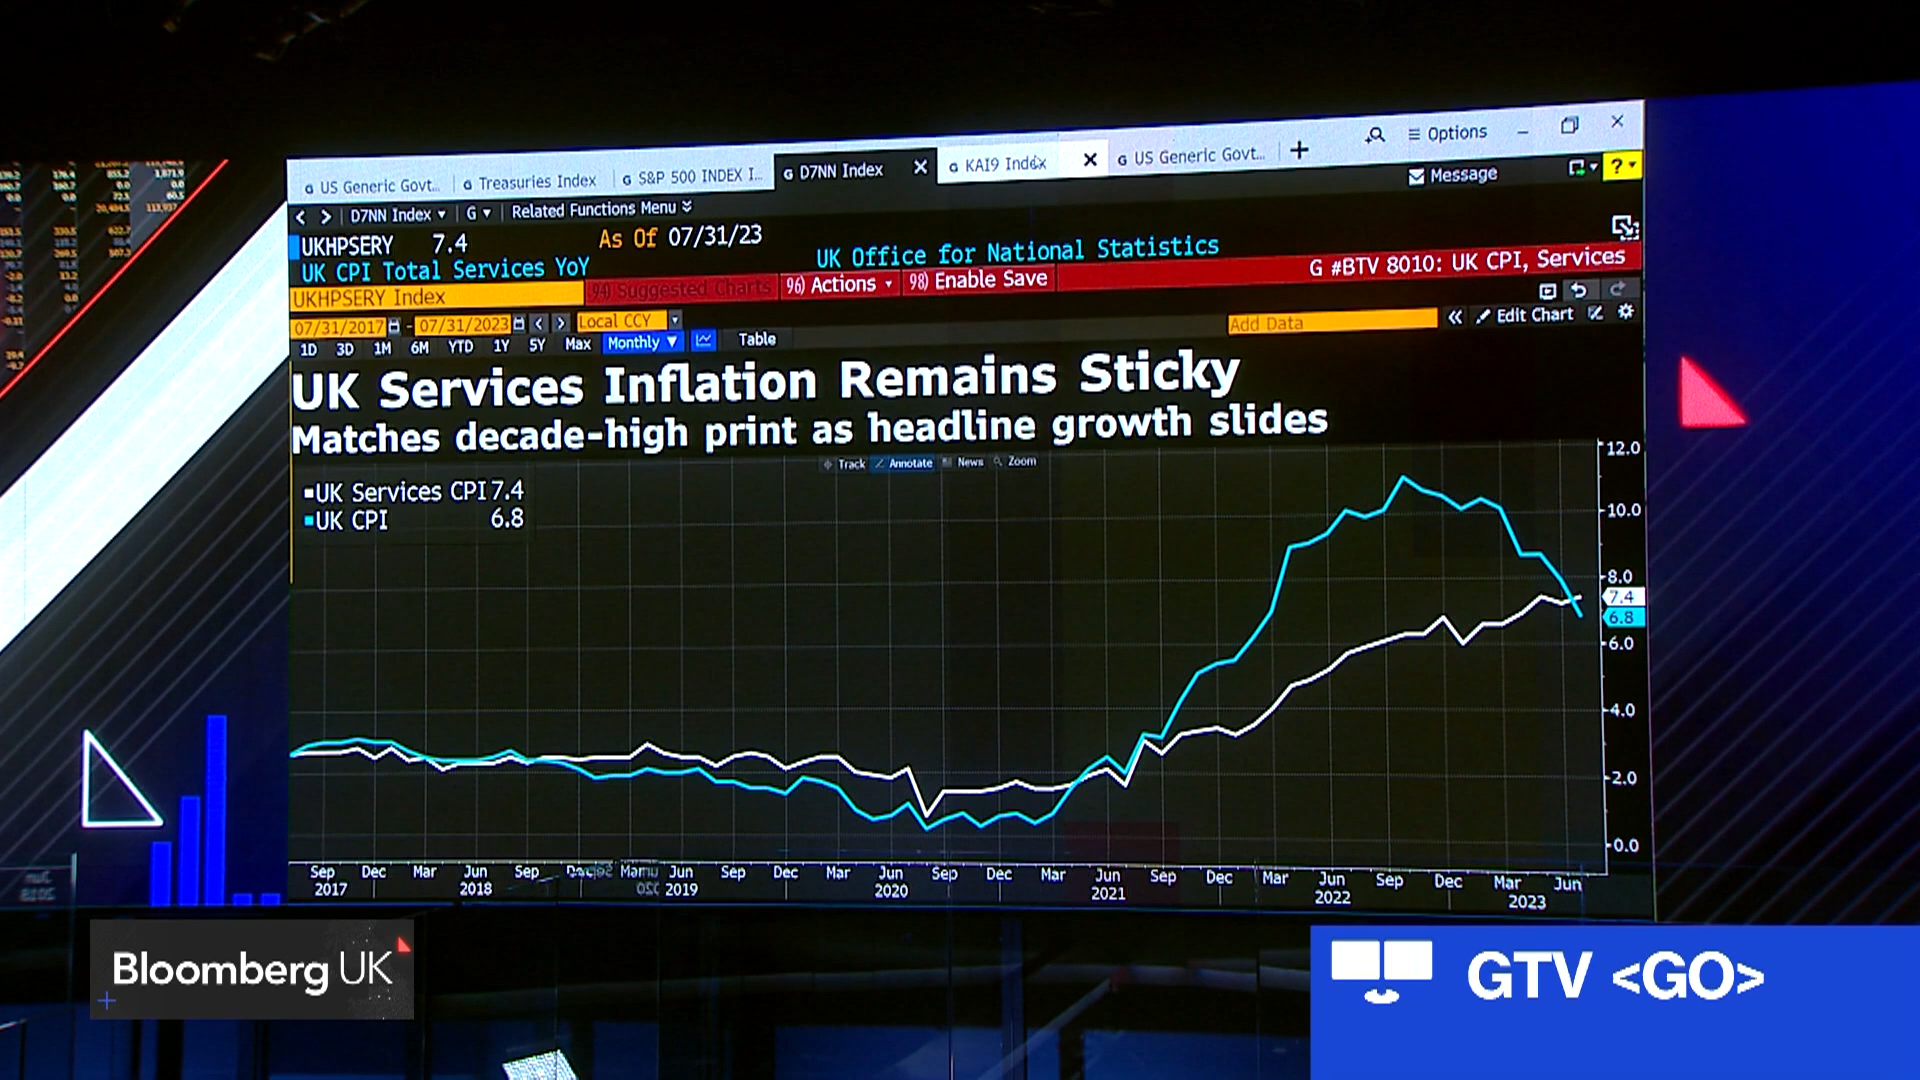 US Generic Govt...
Treasuries Index
S&P 500 INDEX I...
D7NN Index
KAI9 Index
US Generic Govt...
Options
Message
D7NN Index
G
Related Functions Menu
UKHPSERY 7.4 As Of 07/31/23
UK CPI Total Services YoY
UK Office for National Statistics
UKHPSERY Index
94) Suggested Charts
96) Actions
98) Enable Save
G #BTV 8010: UK CPI, Services
07/31/2017 - 07/31/2023
Local CCY
Add Data
Edit Chart
1D 3D 1M 6M YTD 1Y 5Y Max Monthly Table
UK Services Inflation Remains Sticky
Matches decade-high print as headline growth slides
Track Annotate News Zoom
UK Services CPI 7.4
UK CPI 6.8
12.0
10.0
8.0
7.4
6.8
6.0
4.0
2.0
0.0
Sep Dec Mar Jun Sep Jun Sep Dec Mar Jun Sep Dec Mar Jun Sep Dec Mar Jun Sep Dec Mar Jun
2017 2018 2019 2020 2021 2022 2023
Bloomberg UK
GTV <GO>